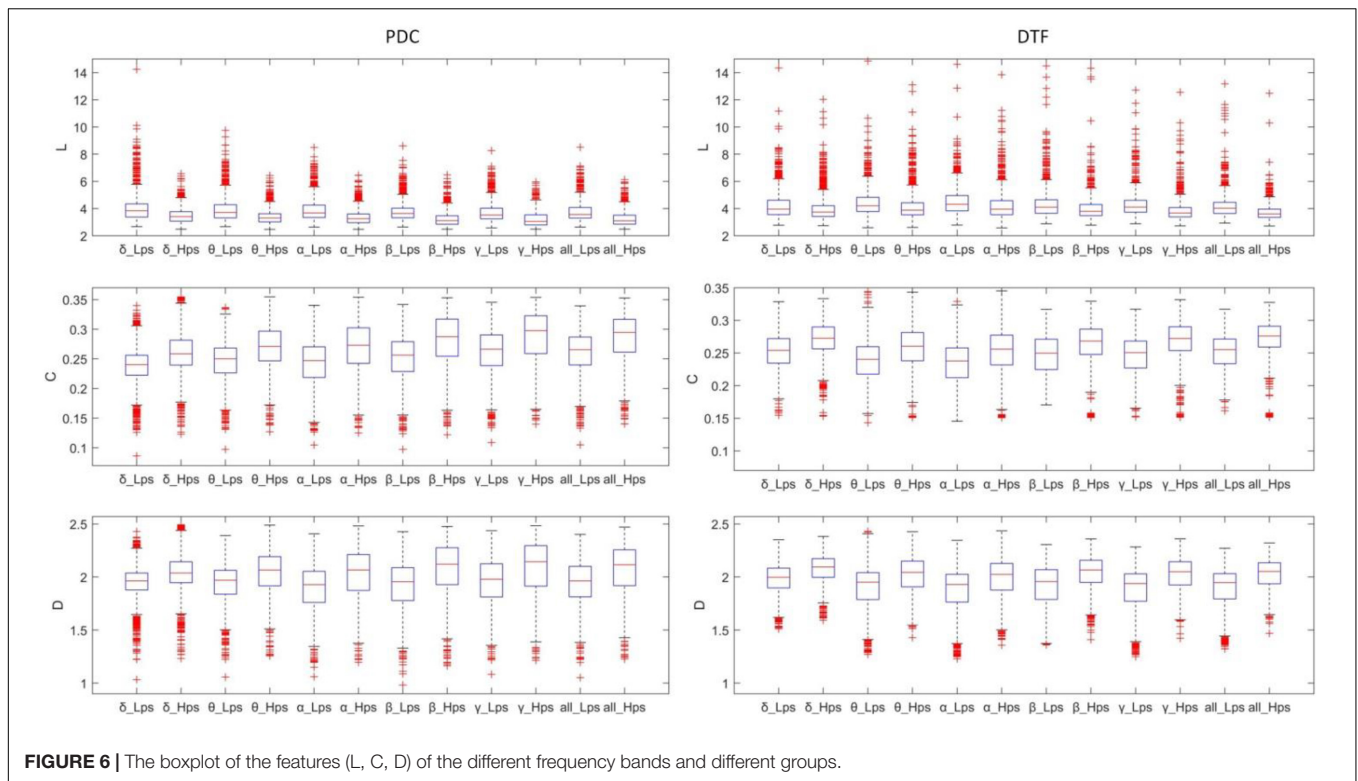 PDC
DTF
14
12
10
8
6
4
2
L
δ_Lps δ_Hps θ_Lps θ_Hps α_Lps α_Hps β_Lps β_Hps γ_Lps γ_Hps all_Lps all_Hps
14
12
10
8
6
4
2
L
δ_Lps δ_Hps θ_Lps θ_Hps α_Lps α_Hps β_Lps β_Hps γ_Lps γ_Hps all_Lps all_Hps
0.35
0.3
0.25
0.2
0.15
0.1
C
δ_Lps δ_Hps θ_Lps θ_Hps α_Lps α_Hps β_Lps β_Hps γ_Lps γ_Hps all_Lps all_Hps
0.35
0.3
0.25
0.2
0.15
0.1
C
δ_Lps δ_Hps θ_Lps θ_Hps α_Lps α_Hps β_Lps β_Hps γ_Lps γ_Hps all_Lps all_Hps
2.5
2
1.5
1
D
δ_Lps δ_Hps θ_Lps θ_Hps α_Lps α_Hps β_Lps β_Hps γ_Lps γ_Hps all_Lps all_Hps
2.5
2
1.5
1
D
δ_Lps δ_Hps θ_Lps θ_Hps α_Lps α_Hps β_Lps β_Hps γ_Lps γ_Hps all_Lps all_Hps
FIGURE 6 | The boxplot of the features (L, C, D) of the different frequency bands and different groups.